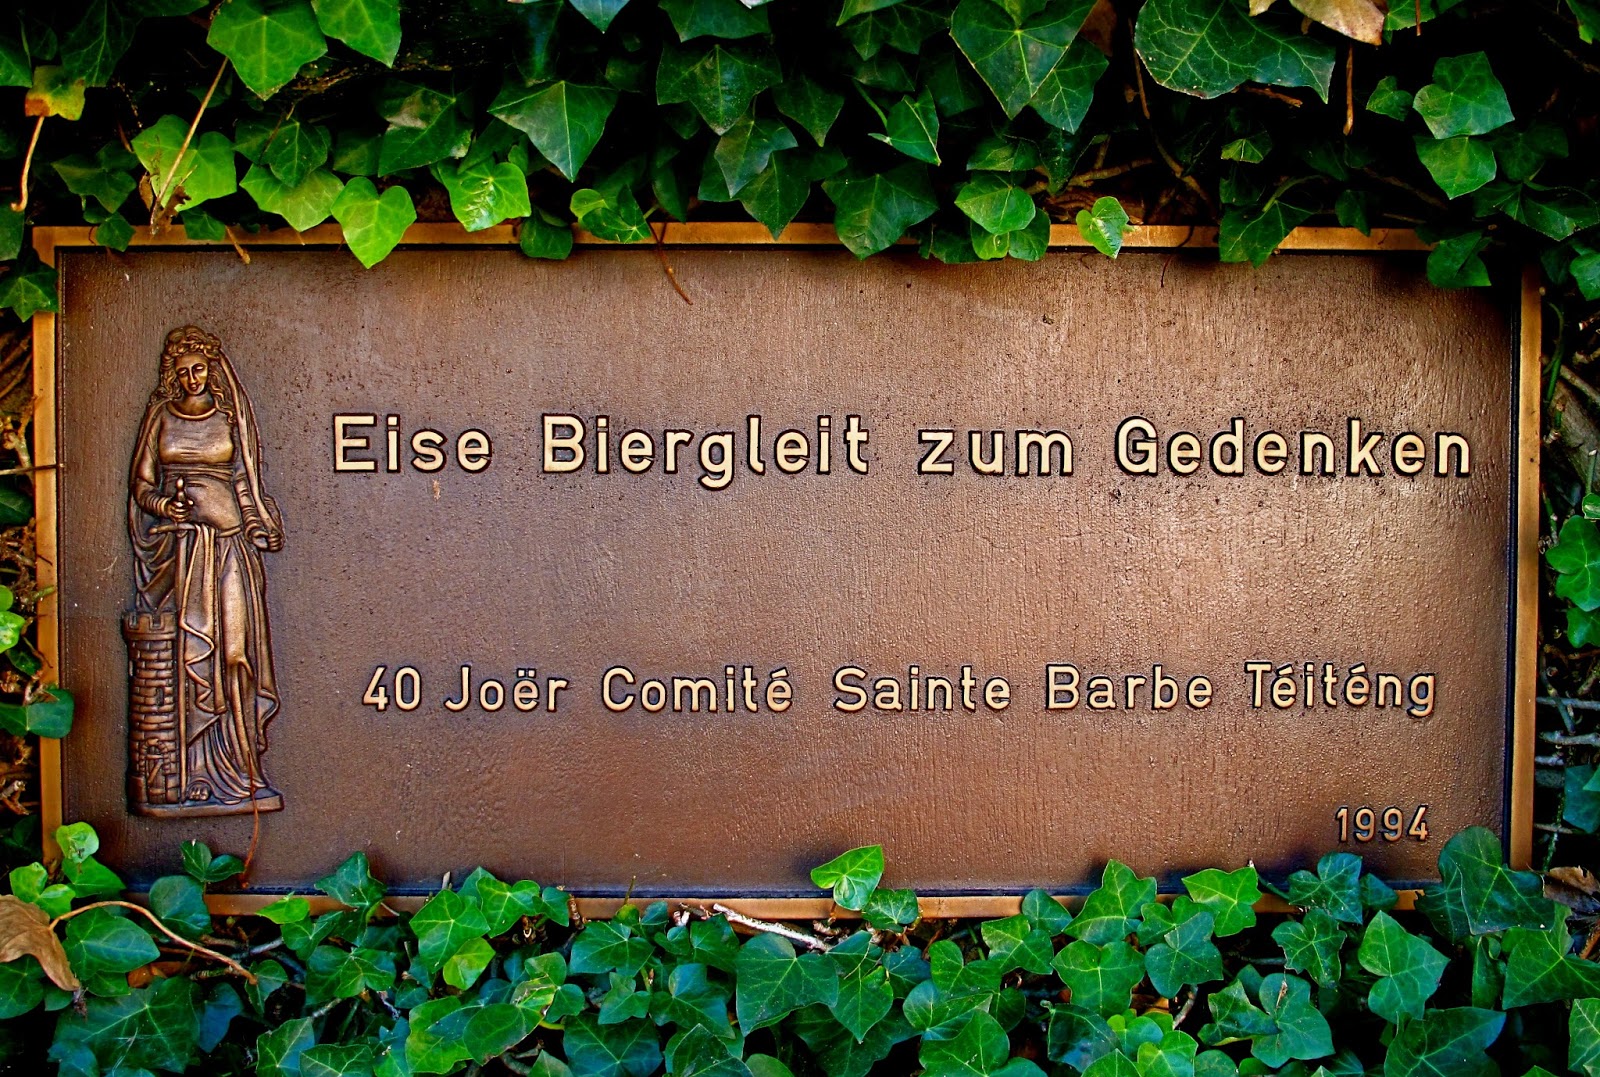 Eise Biergleit zum Gedenken
40 Joër Comité Sainte Barbe Téiténg
1994